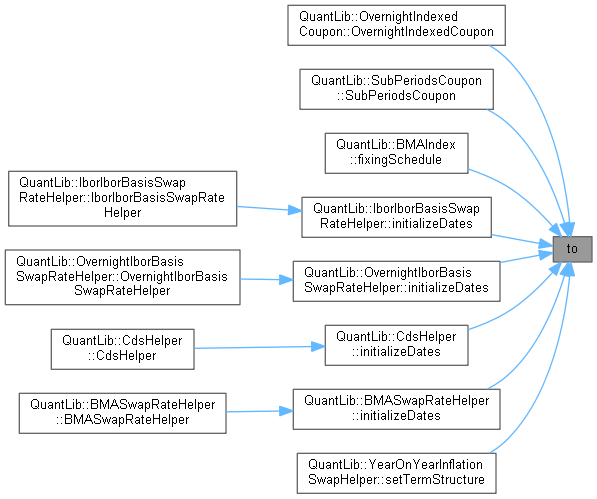 QuantLib::OvernightIndexed
Coupon::OvernightIndexedCoupon
QuantLib::SubPeriodsCoupon
::SubPeriodsCoupon
QuantLib::BMAIndex
::fixingSchedule
QuantLib::IborIborBasisSwap
RateHelper::IborIborBasisSwapRate
Helper
QuantLib::IborIborBasisSwap
RateHelper::initializeDates
to
QuantLib::OvernightIborBasis
SwapRateHelper::OvernightIborBasis
SwapRateHelper
QuantLib::OvernightIborBasis
SwapRateHelper::initializeDates
QuantLib::CdsHelper
::CdsHelper
QuantLib::CdsHelper
::initializeDates
QuantLib::BMASwapRateHelper
::BMASwapRateHelper
QuantLib::BMASwapRateHelper
::initializeDates
QuantLib::YearOnYearInflation
SwapHelper::setTermStructure